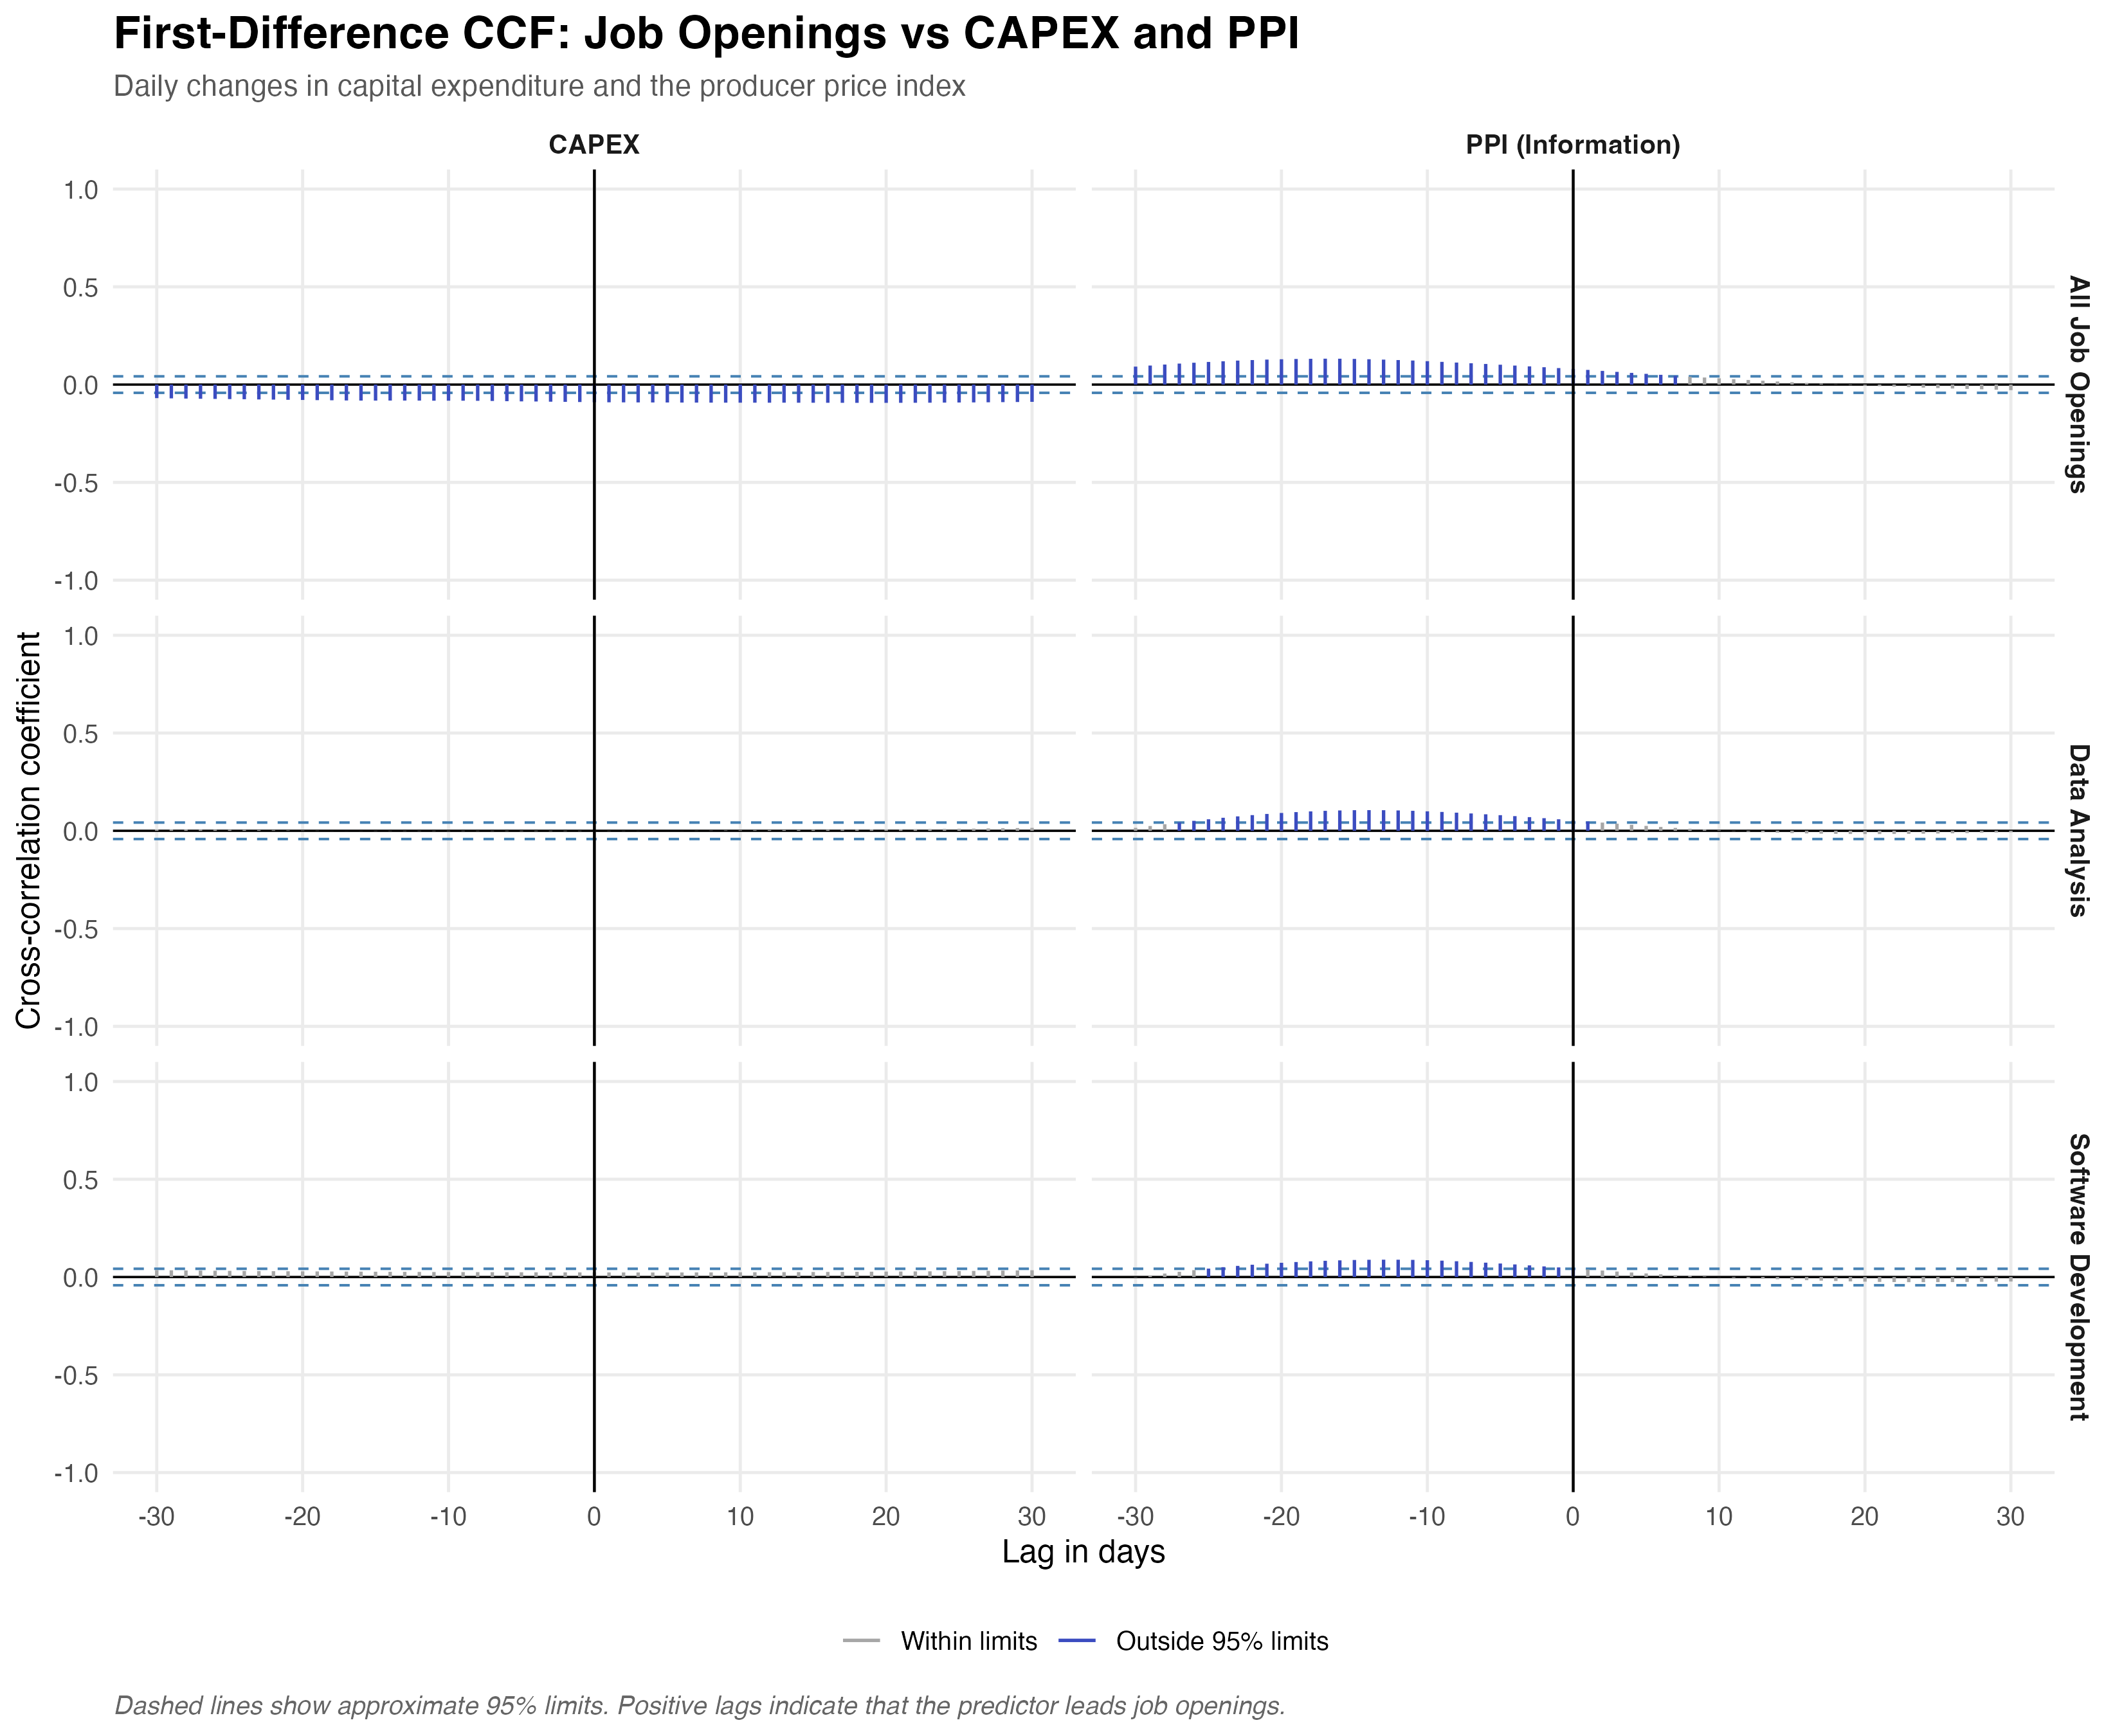 First-Difference CCF: Job Openings vs CAPEX and PPI
Daily changes in capital expenditure and the producer price index
CAPEX
PPI (Information)
1.0
0.5
0.0
-0.5
-1.0
All Job Openings
1.0
0.5
0.0
-0.5
-1.0
Data Analysis
1.0
0.5
0.0
-0.5
-1.0
Software Development
Cross-correlation coefficient
-30 -20 -10 0 10 20 30
-30 -20 -10 0 10 20 30
Lag in days
Within limits
Outside 95% limits
Dashed lines show approximate 95% limits. Positive lags indicate that the predictor leads job openings.